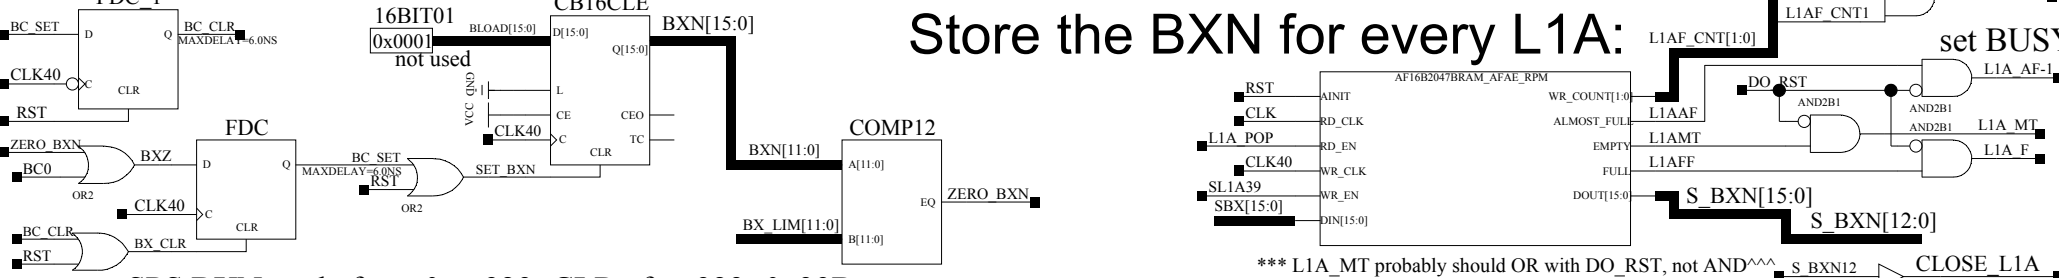 FDC_1
BC_SET
D
Q
BC_CLR
MAXDELAY=6.0NS
CLK40
C
CLR
RST
16BIT01
0x0001
not used
BLOAD[15:0]
CB16CLE
D[15:0]
Q[15:0]
BXN[15:0]
GND
VCC
L
CE
CEO
CLK40
C
TC
CLR
ZERO_BXN
BC0
BXZ
OR2
FDC
D
Q
CLK40
C
CLR
BC_SET
MAXDELAY=6.0NS
RST
OR2
SET_BXN
BC_CLR
RST
BX_CLR
COMP12
BXN[11:0]
A[11:0]
EQ
ZERO_BXN
BX_LIM[11:0]
B[11:0]
Store the BXN for every L1A:
AF16B2047BRAM_AFAE_RPM
RST
AINIT
CLK
RD_CLK
L1A_POP
RD_EN
CLK40
WR_CLK
SL1A39
WR_EN
SBX[15:0]
DIN[15:0]
WR_COUNT[1:0]
ALMOST_FULL
EMPTY
FULL
DOUT[15:0]
L1AF_CNT1
L1AF_CNT[1:0]
L1AAF
L1AMT
L1AFF
S_BXN[15:0]
S_BXN[12:0]
set BUSY
DO_RST
L1A_AF-1
AND2B1
AND2B1
AND2B1
L1A_MT
L1A_F
*** L1A_MT probably should OR with DO_RST, not AND^^^
S_BXN12
CLOSE_L1A